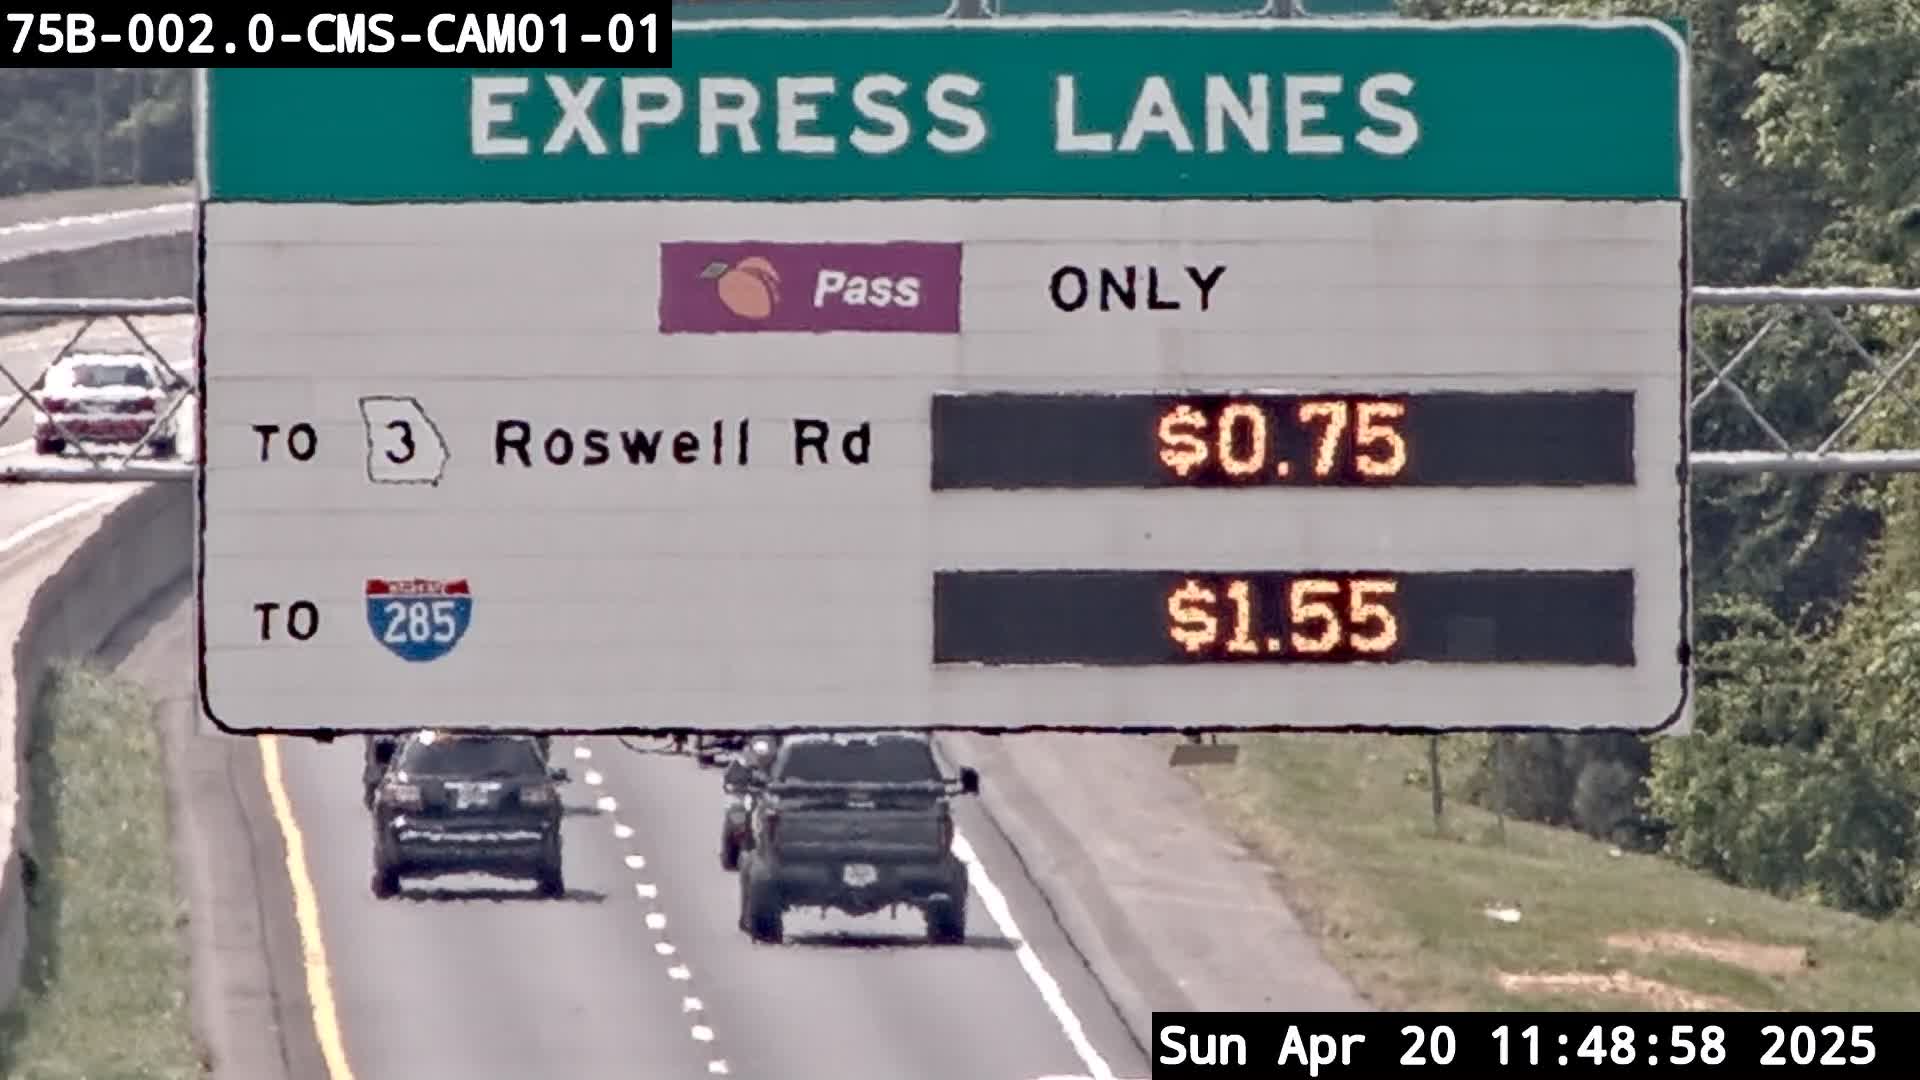 75B-002.0-CMS-CAM01-01
EXPRESS LANES
Pass ONLY
TO 3 Roswell Rd $0.75
TO 285 $1.55
Sun Apr 20 11:48:58 2025